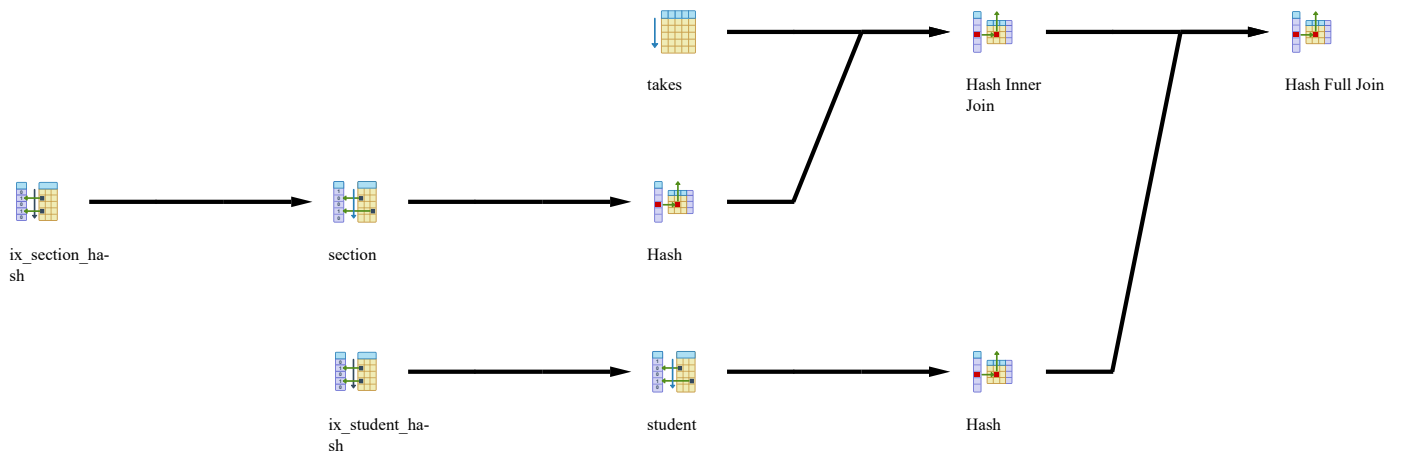 takes
Hash Inner
Join
Hash Full Join
ix_section_ha-
sh
section
Hash
ix_student_ha-
sh
student
Hash